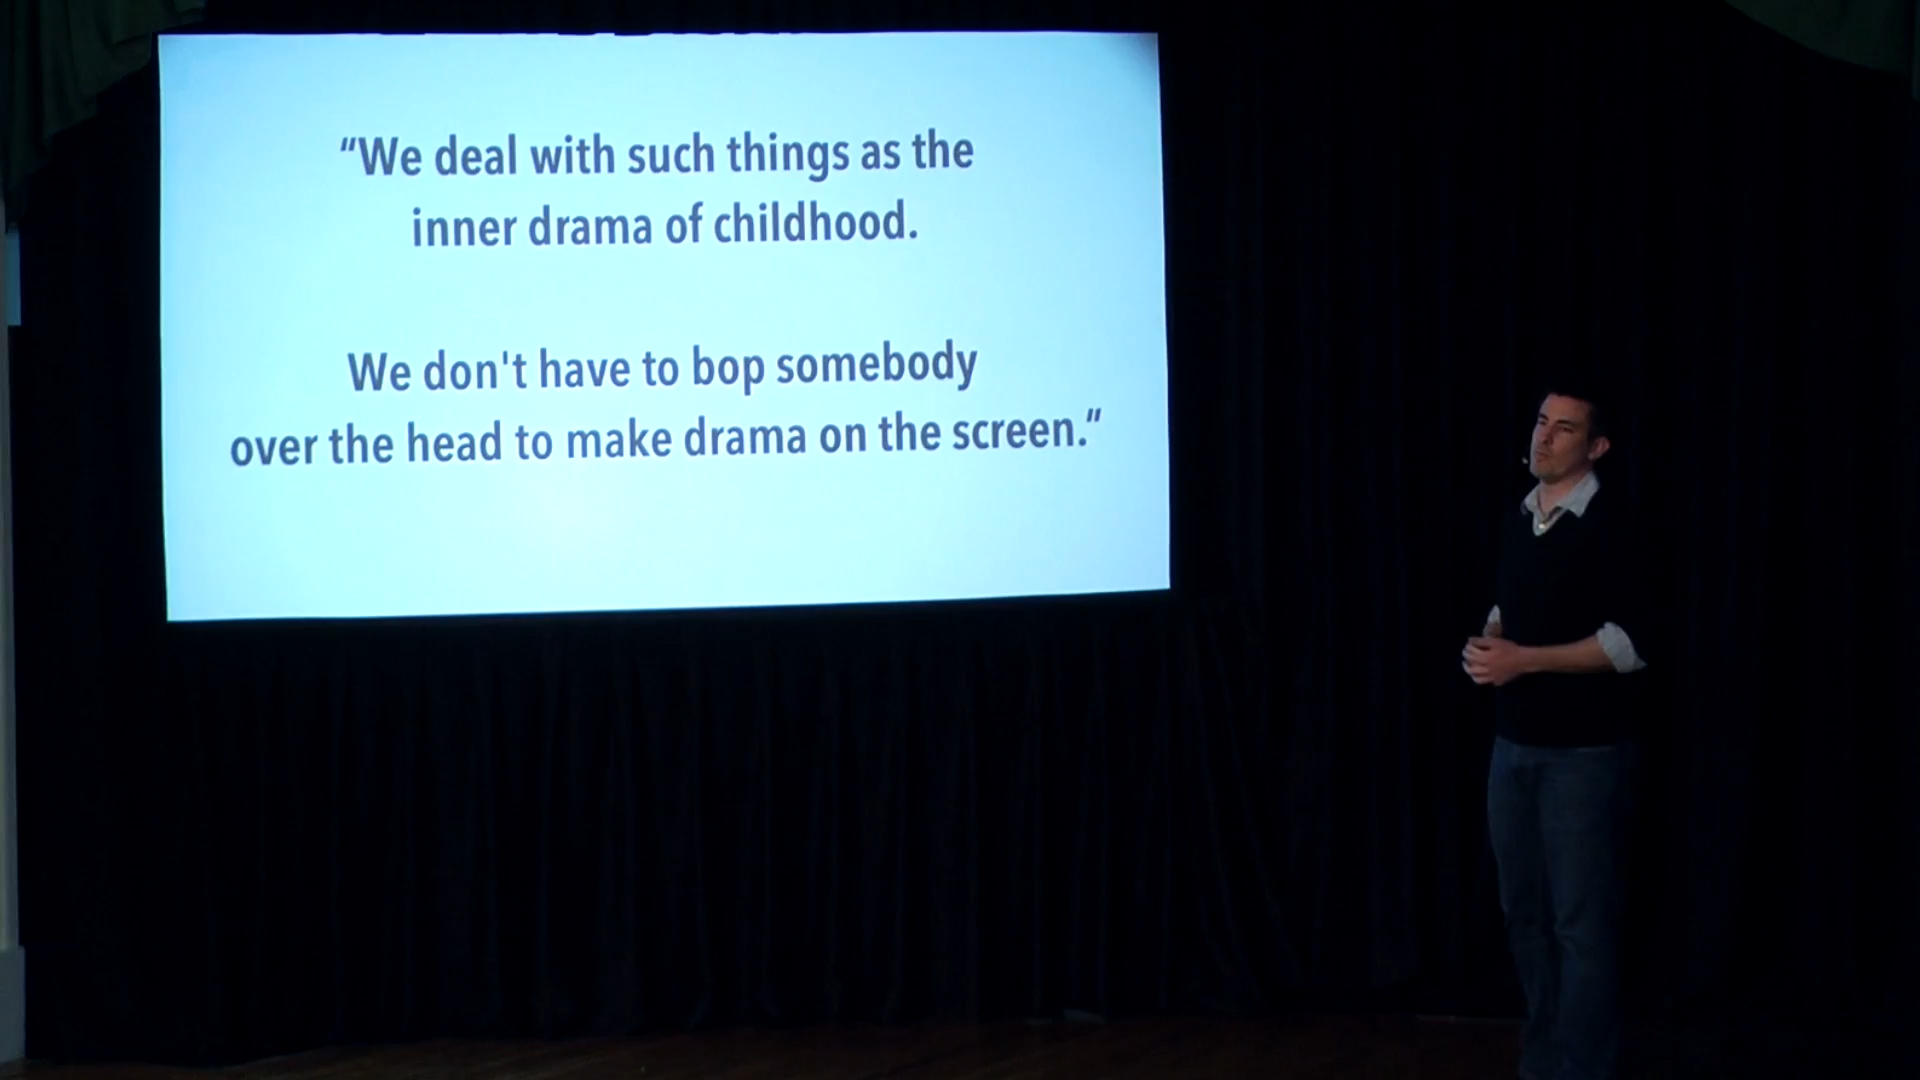 “We deal with such things as the
inner drama of childhood.
We don't have to bop somebody
over the head to make drama on the screen.”